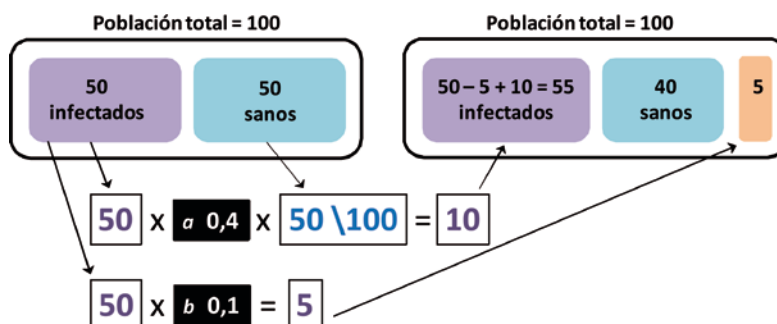 Población total = 100
50
infectados
50
sanos
Población total = 100
50 – 5 + 10 = 55
infectados
40
sanos
5
50 x a 0,4 x 50 \100 = 10
50 x b 0,1 = 5